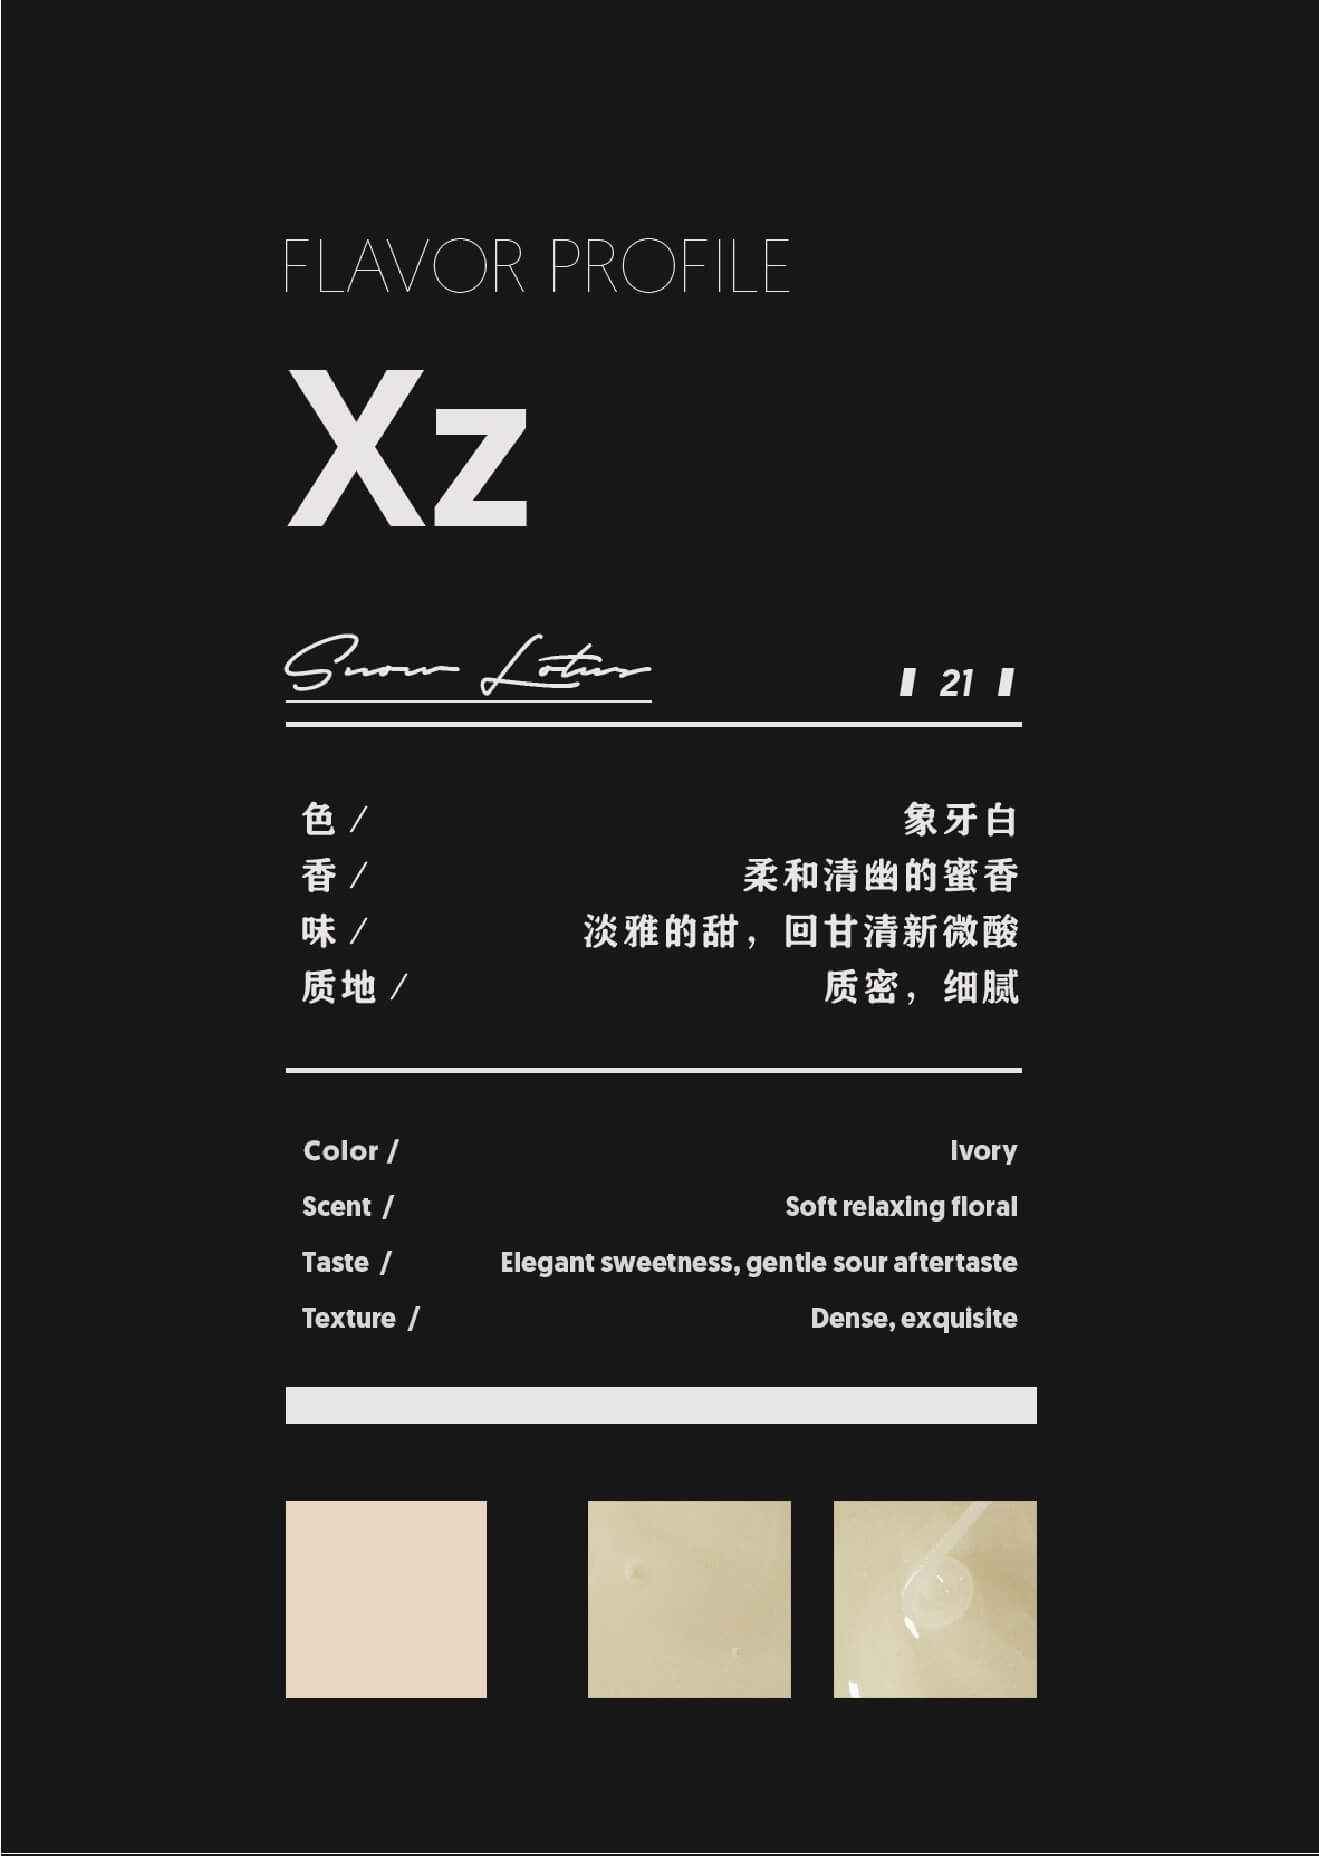 FLAVOR PROFILE
Xz
Snow Lotus
21
色 / 象牙白
香 / 柔和清幽的蜜香
味 / 淡雅的甜，回甘清新微酸
质地 / 质密，细腻
Color / Ivory
Scent / Soft relaxing floral
Taste / Elegant sweetness, gentle sour aftertaste
Texture / Dense, exquisite